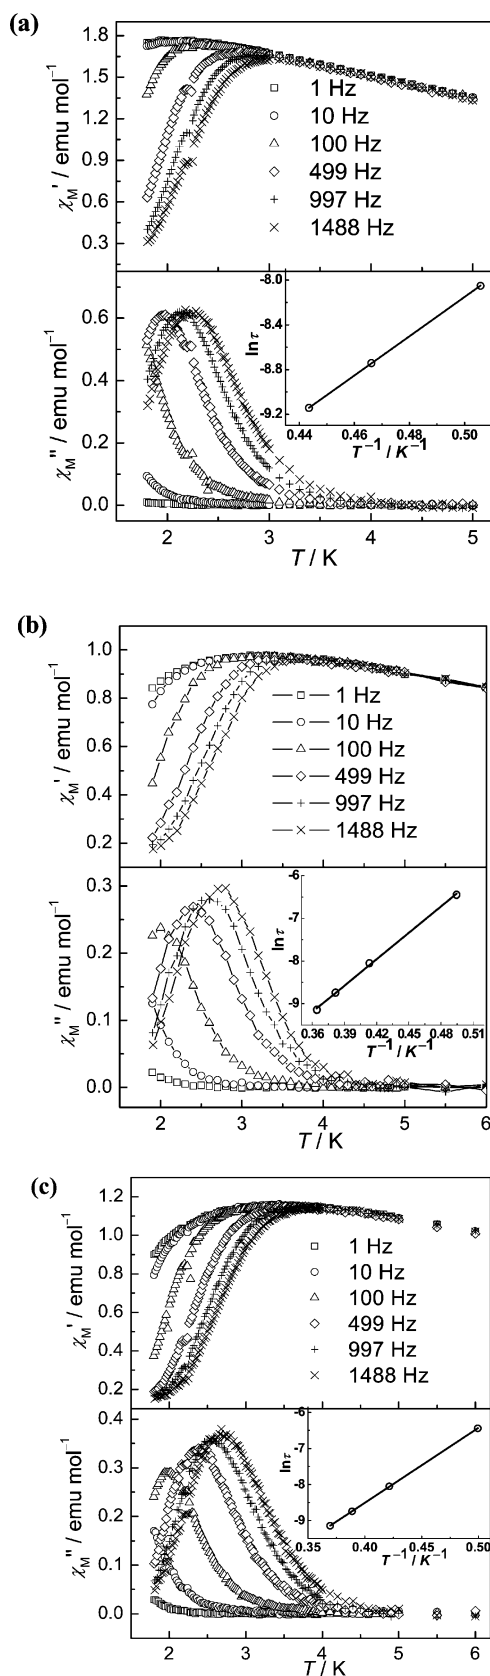 (a)
1.8
1.5
1.2
0.9
0.6
0.3
χM' / emu mol⁻¹
1 Hz
10 Hz
100 Hz
499 Hz
997 Hz
1488 Hz
0.6
0.4
0.2
0.0
χM'' / emu mol⁻¹
-8.0
-8.4
-8.8
-9.2
lnτ
0.44 0.46 0.48 0.50
T⁻¹ / K⁻¹
2 3 4 5
T / K
(b)
1.0
0.8
0.6
0.4
0.2
χM' / emu mol⁻¹
1 Hz
10 Hz
100 Hz
499 Hz
997 Hz
1488 Hz
0.3
0.2
0.1
0.0
χM'' / emu mol⁻¹
-6
-7
-8
-9
lnτ
0.36 0.39 0.42 0.45 0.48 0.51
T⁻¹ / K⁻¹
2 3 4 5 6
T / K
(c)
1.2
1.0
0.8
0.6
0.4
0.2
χM' / emu mol⁻¹
1 Hz
10 Hz
100 Hz
499 Hz
997 Hz
1488 Hz
0.4
0.3
0.2
0.1
0.0
χM'' / emu mol⁻¹
-6
-7
-8
-9
lnτ
0.35 0.40 0.45 0.50
T⁻¹ / K⁻¹
2 3 4 5 6
T / K